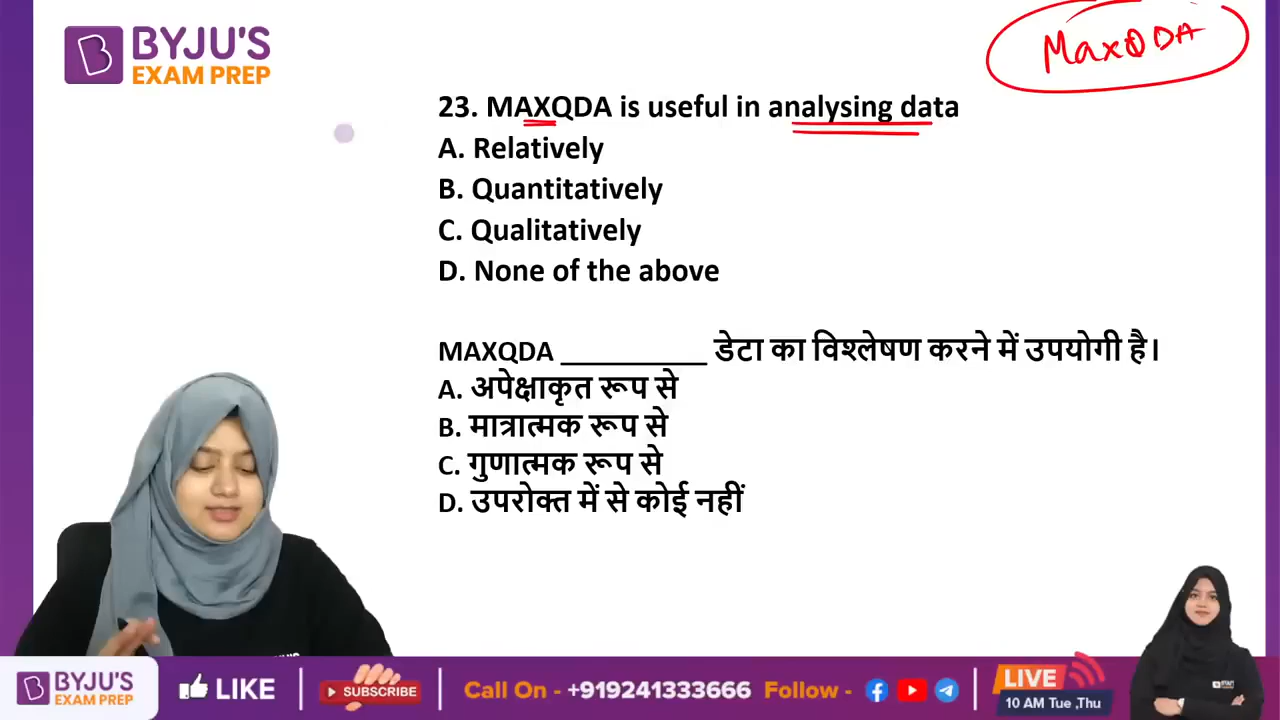 BYJU'S
EXAM PREP
MaxQDA
23. MAXQDA is useful in analysing data
A. Relatively
B. Quantitatively
C. Qualitatively
D. None of the above
MAXQDA __________ डेटा का विश्लेषण करने में उपयोगी है।
A. अपेक्षाकृत रूप से
B. मात्रात्मक रूप से
C. गुणात्मक रूप से
D. उपरोक्त में से कोई नहीं
BYJU'S
EXAM PREP
LIKE
SUBSCRIBE
Call On - +919241333666 Follow -
LIVE
10 AM Tue ,Thu